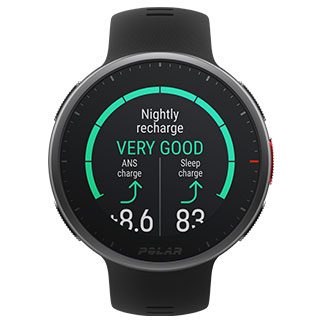 Nightly
recharge
VERY GOOD
ANS Sleep
charge charge
+8.6 83
POLAR